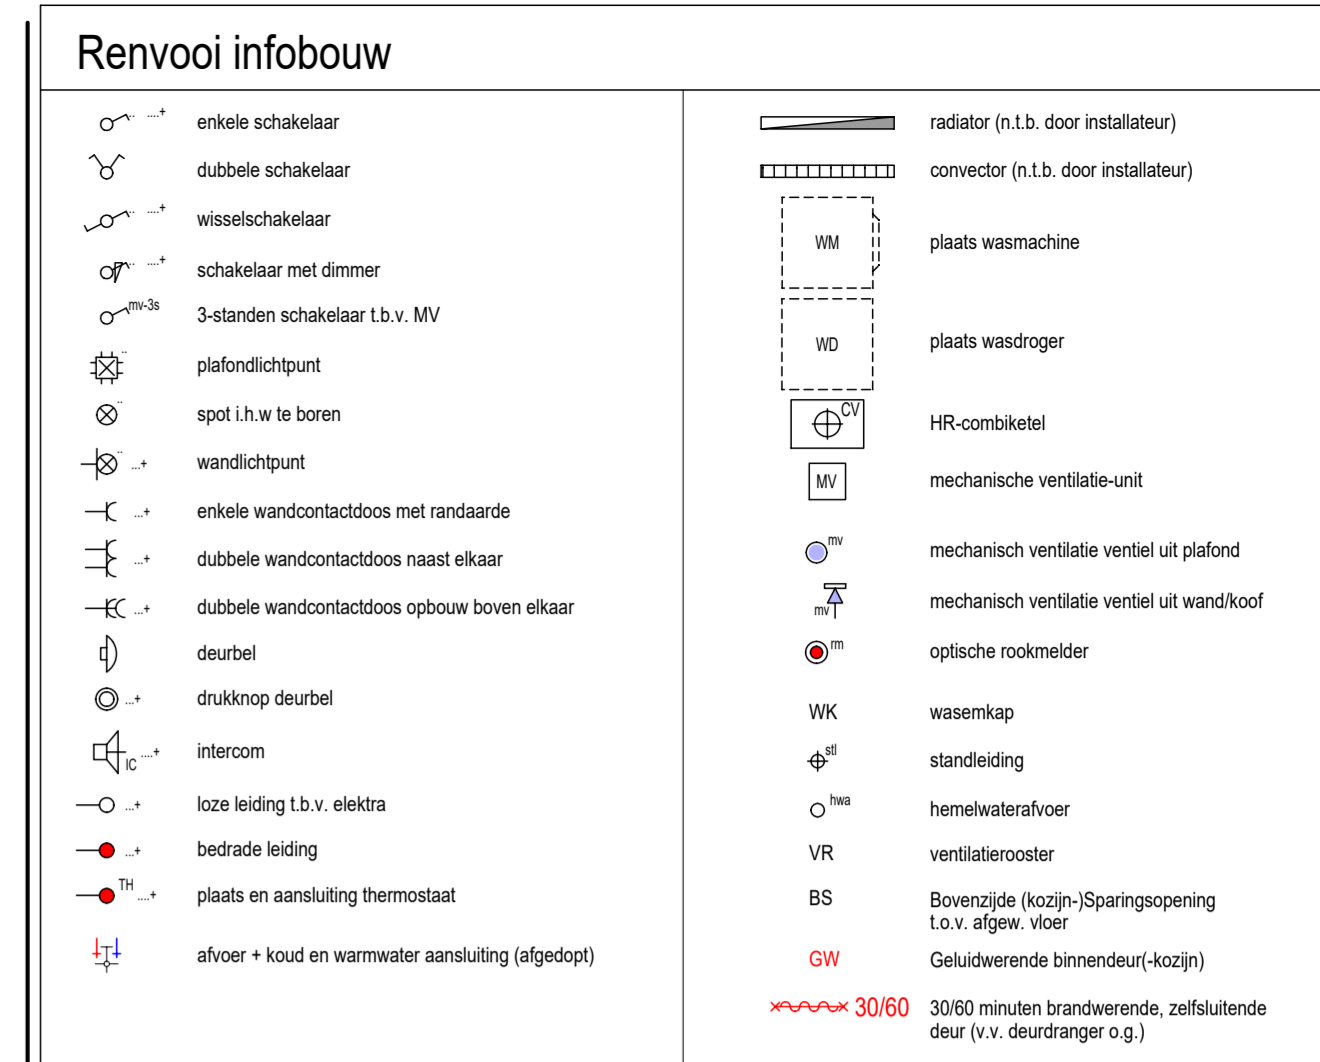 Renvooi infobouw
.. ....+ enkele schakelaar
dubbele schakelaar
.. ....+ wisselschakelaar
.. ....+ schakelaar met dimmer
mv-3s 3-standen schakelaar t.b.v. MV
.. plafondlichtpunt
.. spot i.h.w te boren
.. ...+ wandlichtpunt
...+ enkele wandcontactdoos met randaarde
...+ dubbele wandcontactdoos naast elkaar
...+ dubbele wandcontactdoos opbouw boven elkaar
deurbel
...+ drukknop deurbel
IC ....+ intercom
...+ loze leiding t.b.v. elektra
...+ bedrade leiding
TH ....+ plaats en aansluiting thermostaat
afvoer + koud en warmwater aansluiting (afgedopt)
radiator (n.t.b. door installateur)
convector (n.t.b. door installateur)
WM plaats wasmachine
WD plaats wasdroger
CV HR-combiketel
MV mechanische ventilatie-unit
mv mechanisch ventilatie ventiel uit plafond
mv mechanisch ventilatie ventiel uit wand/koof
rm optische rookmelder
WK wasemkap
stl standleiding
hwa hemelwaterafvoer
VR ventilatierooster
BS Bovenzijde (kozijn-)Sparingsopening
t.o.v. afgew. vloer
GW Geluidwerende binnendeur(-kozijn)
30/60 30/60 minuten brandwerende, zelfsluitende
deur (v.v. deurdranger o.g.)